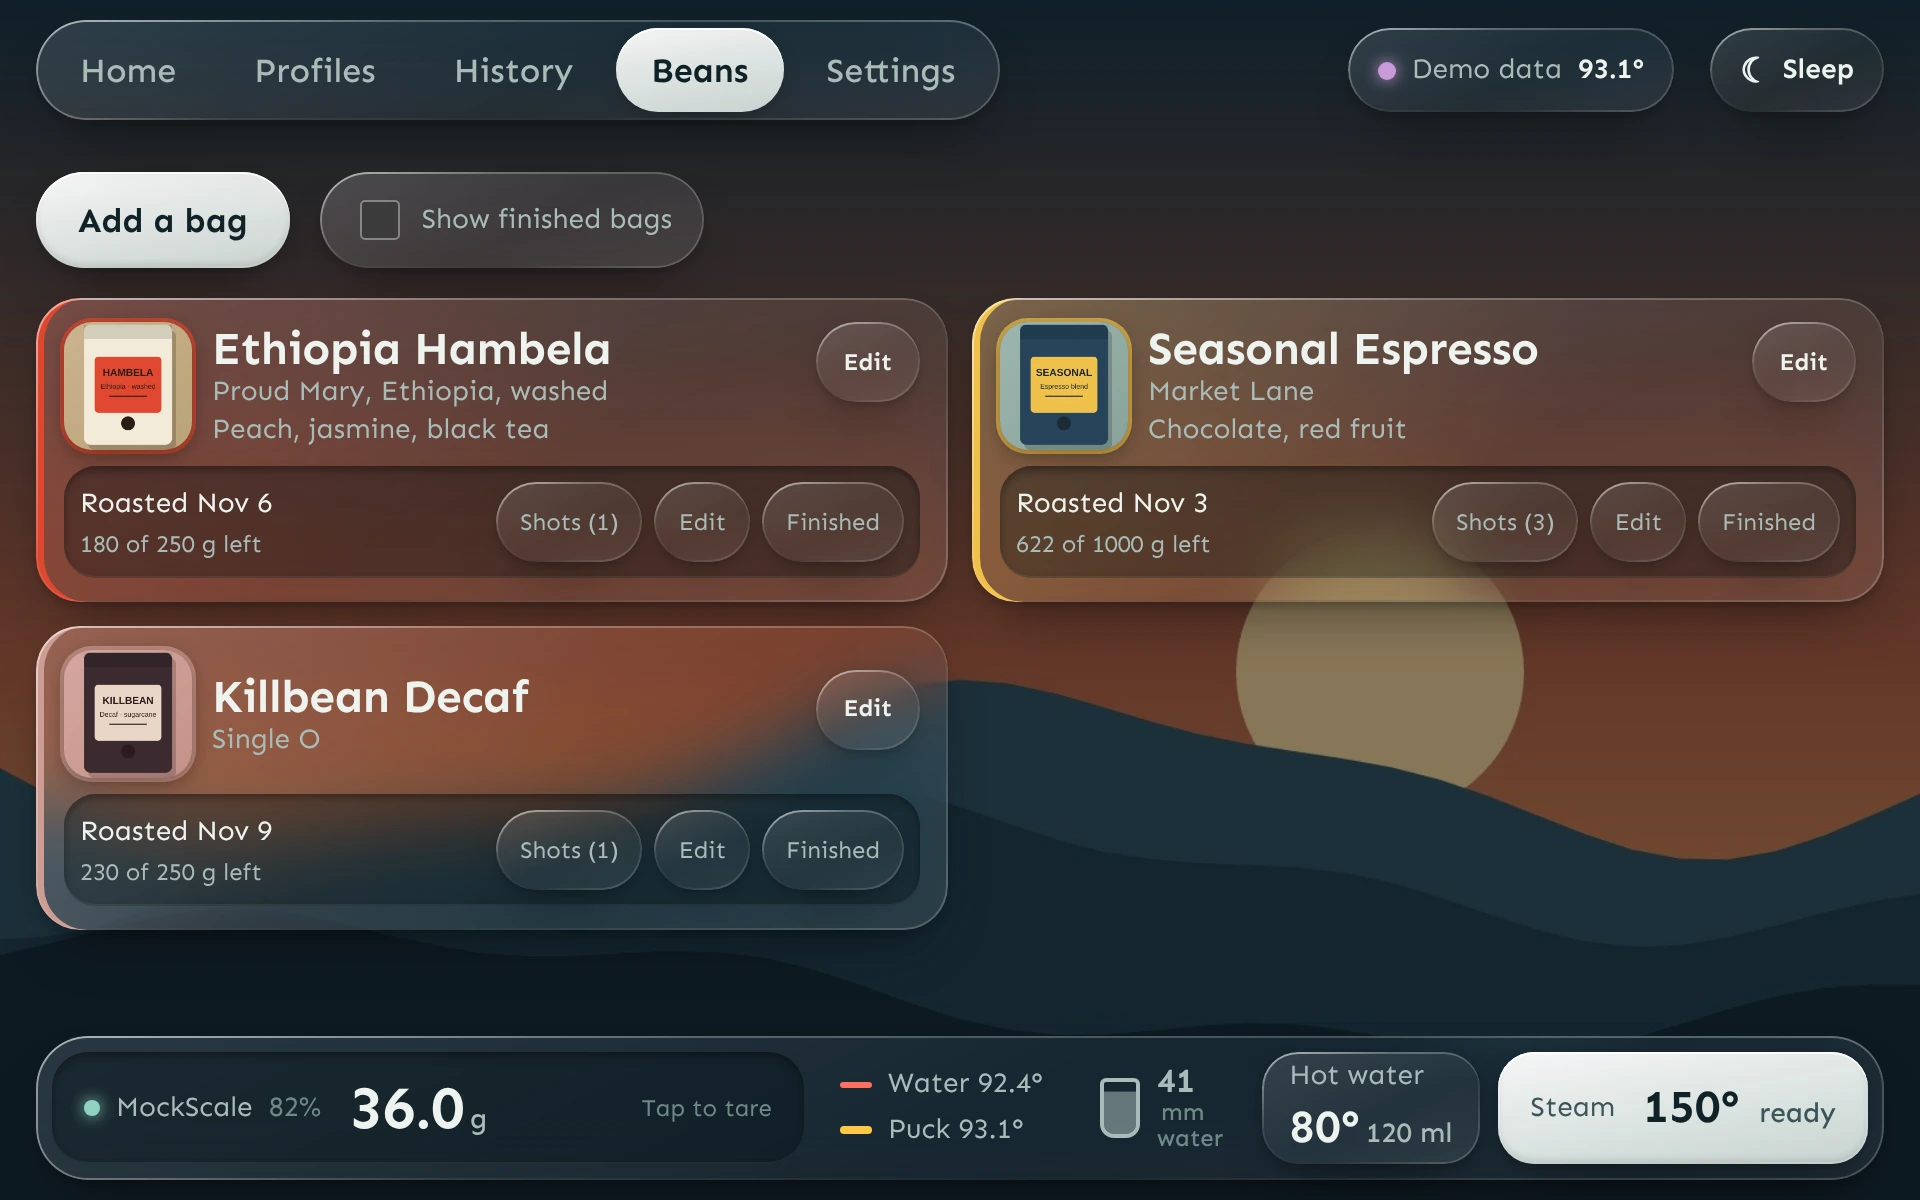 Home Profiles History Beans Settings
Demo data 93.1°
Sleep
Add a bag
Show finished bags
HAMBELA
Ethiopia · washed
Ethiopia Hambela
Proud Mary, Ethiopia, washed
Peach, jasmine, black tea
Edit
Roasted Nov 6
180 of 250 g left
Shots (1) Edit Finished
SEASONAL
Espresso blend
Seasonal Espresso
Market Lane
Chocolate, red fruit
Edit
Roasted Nov 3
622 of 1000 g left
Shots (3) Edit Finished
KILLBEAN
Decaf · sugarcane
Killbean Decaf
Single O
Edit
Roasted Nov 9
230 of 250 g left
Shots (1) Edit Finished
MockScale 82% 36.0 g Tap to tare
Water 92.4°
Puck 93.1°
41
mm
water
Hot water
80° 120 ml
Steam 150° ready